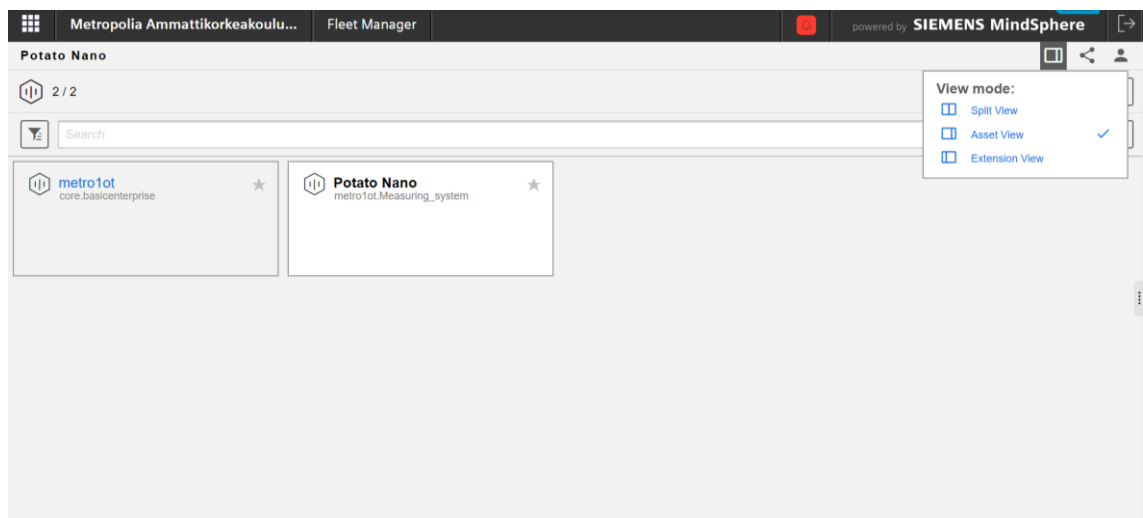 Metropolia Ammattikorkeakoulu... Fleet Manager powered by SIEMENS MindSphere
Potato Nano
2 / 2
View mode:
Split View
Search
Asset View
Extension View
metro1ot
core.basicenterprise
Potato Nano
metro1ot.Measuring_system